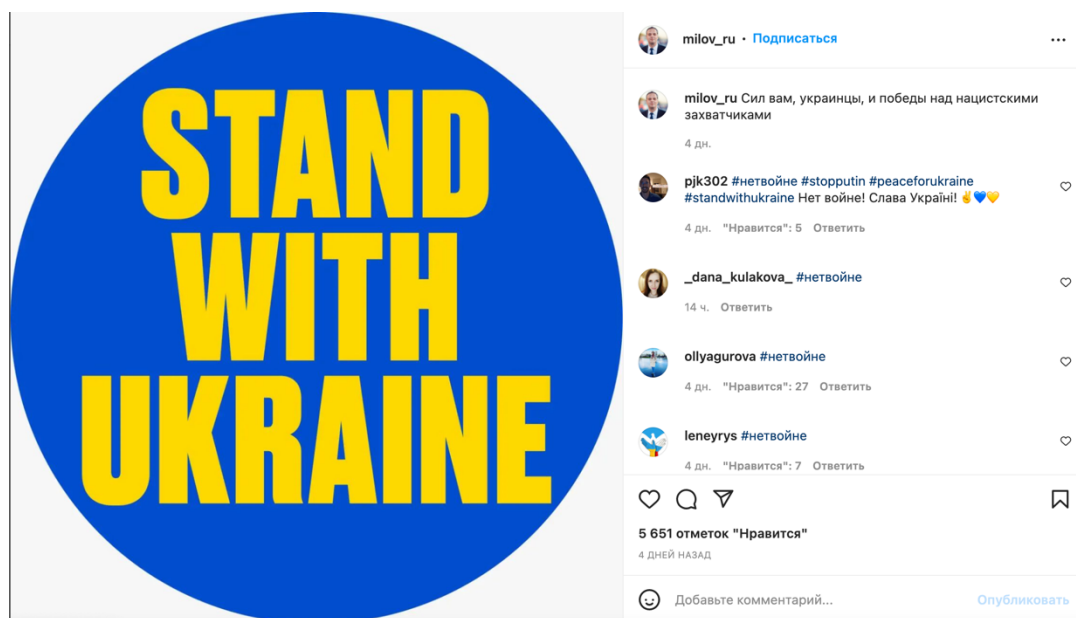 STAND
WITH
UKRAINE
milov_ru • Подписаться
milov_ru Сил вам, украинцы, и победы над нацистскими
захватчиками
4 дн.
pjk302 #нетвойне #stopputin #peaceforukraine
#standwithukraine Нет войне! Слава Україні! ✌️💙💛
4 дн. "Нравится": 5 Ответить
_dana_kulakova_ #нетвойне
14 ч. Ответить
ollyagurova #нетвойне
4 дн. "Нравится": 27 Ответить
leneyrys #нетвойне
4 дн. "Нравится": 7 Ответить
5 651 отметок "Нравится"
4 ДНЕЙ НАЗАД
Добавьте комментарий...
Опубликовать